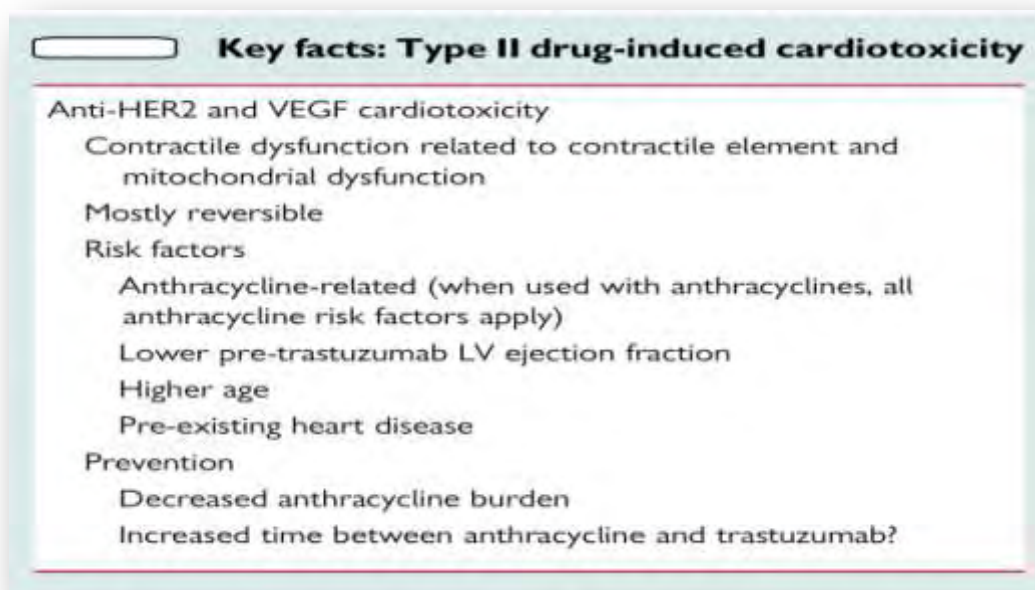 Key facts: Type II drug-induced cardiotoxicity
Anti-HER2 and VEGF cardiotoxicity
Contractile dysfunction related to contractile element and
mitochondrial dysfunction
Mostly reversible
Risk factors
Anthracycline-related (when used with anthracyclines, all
anthracycline risk factors apply)
Lower pre-trastuzumab LV ejection fraction
Higher age
Pre-existing heart disease
Prevention
Decreased anthracycline burden
Increased time between anthracycline and trastuzumab?